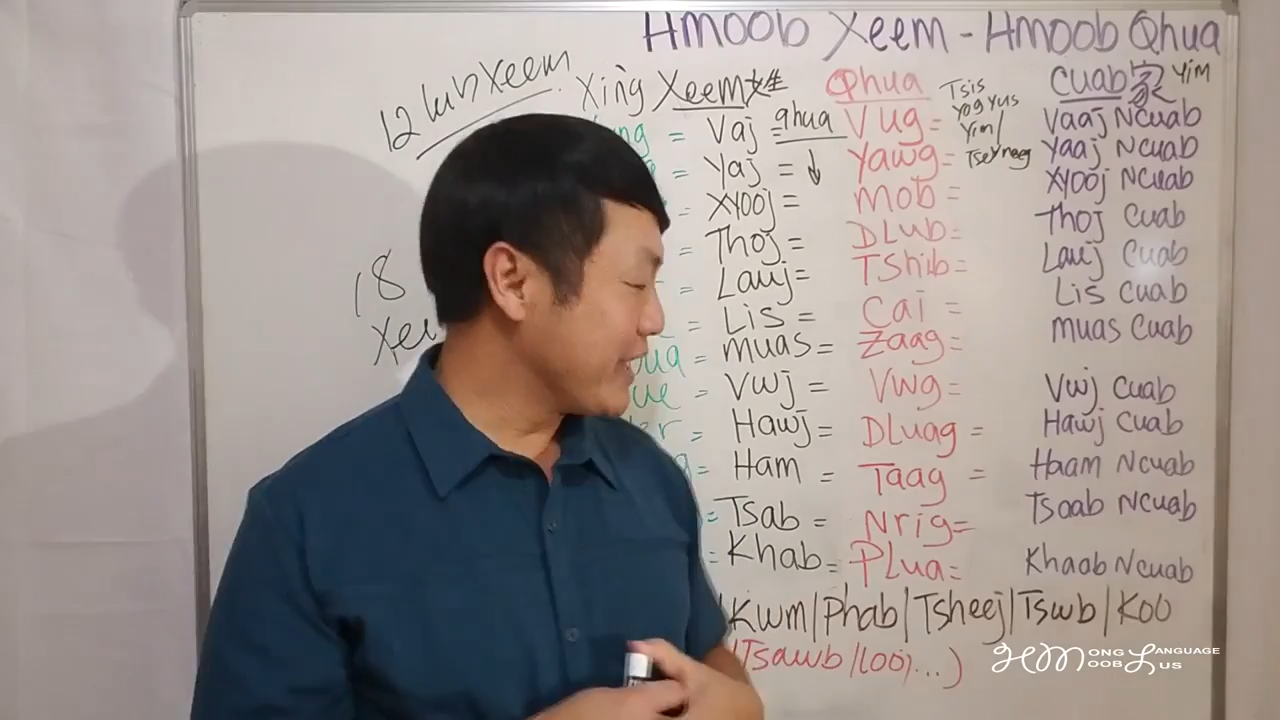 Hmoob Xeem - Hmoob Qhua
12 lub Xeem
Xing Xeem 姓
Qhua
Tsis
Yog Yus
Yim/
Tseyneeg
Cuab 家 Yim
= Vaj = qhua Vug = Vaaj Ncuab
= Yaj = ↓ Yawg = Yaaj Ncuab
= XYooj = mob = XYooj Ncuab
= Thoj = DLub = Thoj Cuab
Lauj = Tshib = Lauj Cuab
18
= Lis = Cai = Lis Cuab
= muas = Zaag = muas Cuab
= Vwj = Vwg = Vwj Cuab
= Hawj = DLuag = Hawj Cuab
= Ham = Taag = Haam Ncuab
= Tsab = Nrig = Tsaab Ncuab
= Khab = PLua = Khaab Ncuab
Kwm/Phab/Tsheej/Tswb/Koo
(Tsawb/looj...)
Hmong Language
Hmoob Lus